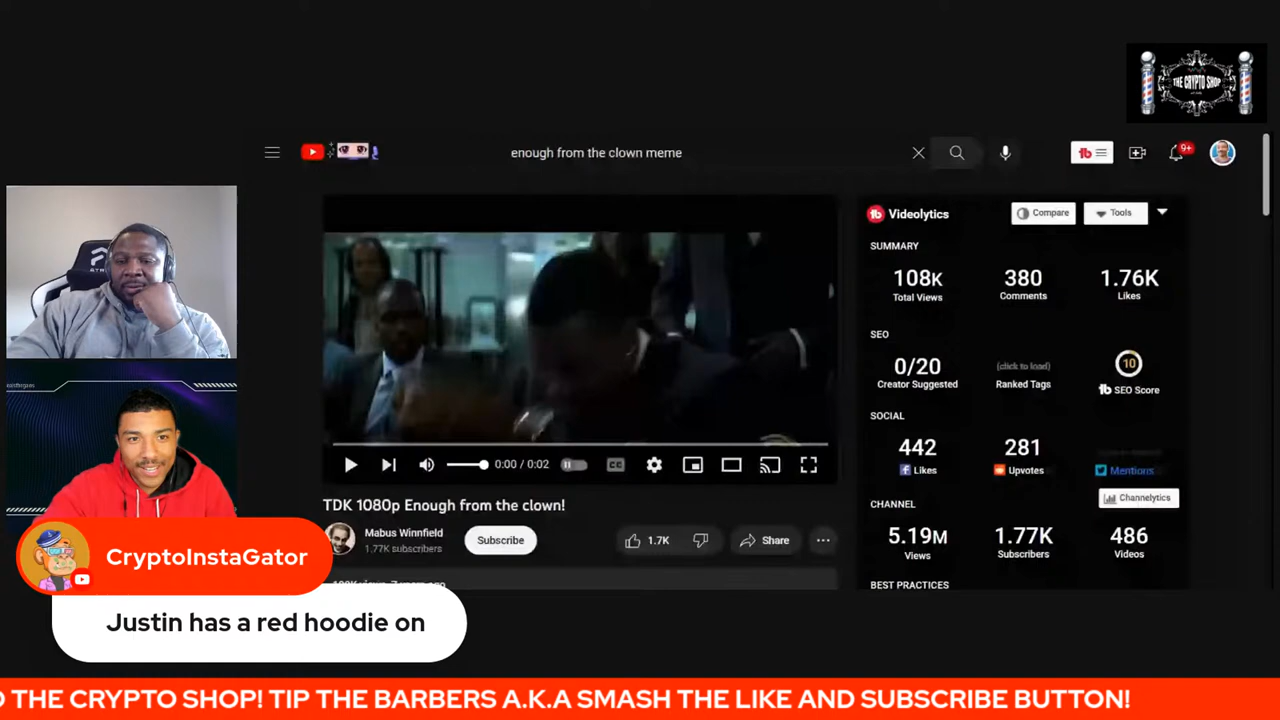 THE CRYPTO SHOP
enough from the clown meme
9+
Videolytics
Compare
Tools
SUMMARY
108K
380
1.76K
Total Views
Comments
Likes
SEO
0/20
(click to load)
10
Creator Suggested
Ranked Tags
SEO Score
SOCIAL
442
281
Likes
Upvotes
Mentions
Channelytics
CHANNEL
5.19M
1.77K
486
Views
Subscribers
Videos
BEST PRACTICES
0:00 / 0:02
CC
TDK 1080p Enough from the clown!
Mabus Winnfield
1.77K subscribers
Subscribe
1.7K
Share
CryptoInstaGator
Justin has a red hoodie on
THE CRYPTO SHOP! TIP THE BARBERS A.K.A SMASH THE LIKE AND SUBSCRIBE BUTTON!